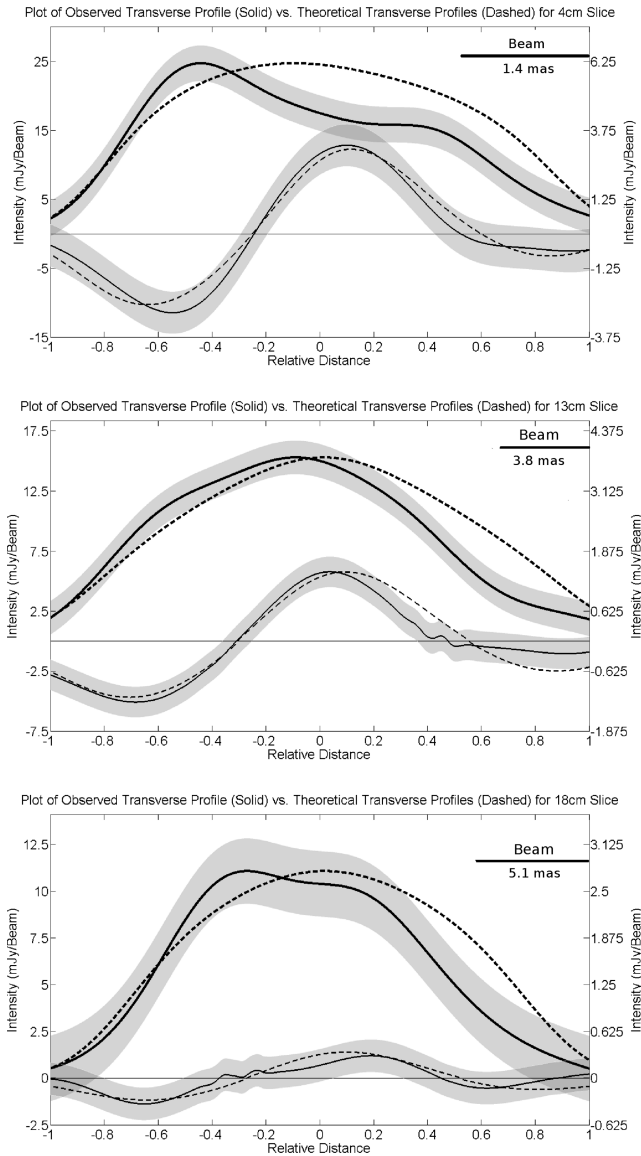 Plot of Observed Transverse Profile (Solid) vs. Theoretical Transverse Profiles (Dashed) for 4cm Slice
Beam
1.4 mas
Intensity (mJy/Beam)
25
15
5
-5
-15
6.25
3.75
1.25
-1.25
-3.75
Intensity (mJy/Beam)
-1 -0.8 -0.6 -0.4 -0.2 0 0.2 0.4 0.6 0.8 1
Relative Distance
Plot of Observed Transverse Profile (Solid) vs. Theoretical Transverse Profiles (Dashed) for 13cm Slice
Beam
3.8 mas
Intensity (mJy/Beam)
17.5
12.5
7.5
2.5
-2.5
-7.5
4.375
3.125
1.875
0.625
-0.625
-1.875
Intensity (mJy/Beam)
-1 -0.8 -0.6 -0.4 -0.2 0 0.2 0.4 0.6 0.8 1
Relative Distance
Plot of Observed Transverse Profile (Solid) vs. Theoretical Transverse Profiles (Dashed) for 18cm Slice
Beam
5.1 mas
Intensity (mJy/Beam)
12.5
10
7.5
5
2.5
0
-2.5
3.125
2.5
1.875
1.25
0.625
0
-0.625
Intensity (mJy/Beam)
-1 -0.8 -0.6 -0.4 -0.2 0 0.2 0.4 0.6 0.8 1
Relative Distance